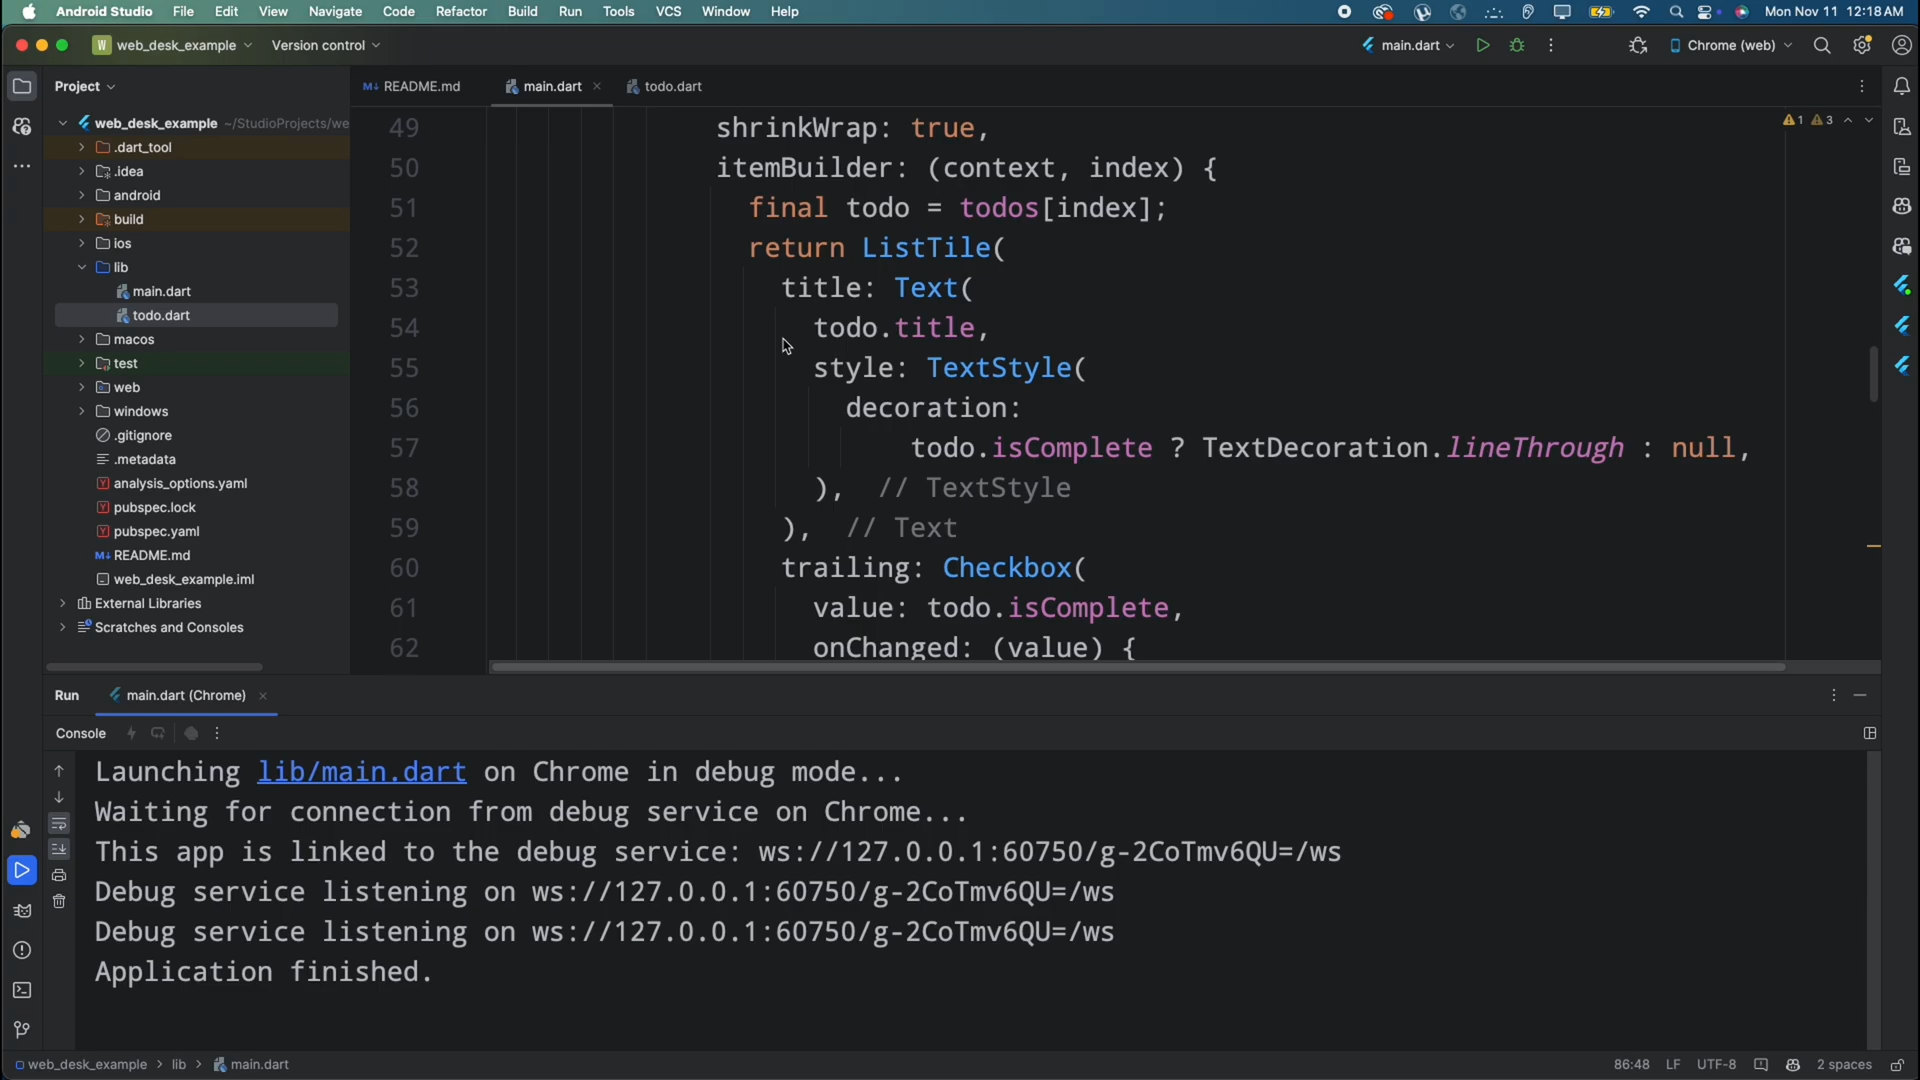 Android Studio File Edit View Navigate Code Refactor Build Run Tools VCS Window Help Mon Nov 11 12:18 AM
W web_desk_example Version control main.dart Chrome (web)
Project README.md main.dart todo.dart
web_desk_example ~/StudioProjects/we
.dart_tool
.idea
android
build
ios
lib
main.dart
todo.dart
macos
test
web
windows
.gitignore
.metadata
analysis_options.yaml
pubspec.lock
pubspec.yaml
README.md
web_desk_example.iml
External Libraries
Scratches and Consoles
1 3
49 shrinkWrap: true,
50 itemBuilder: (context, index) {
51 final todo = todos[index];
52 return ListTile(
53 title: Text(
54 todo.title,
55 style: TextStyle(
56 decoration:
57 todo.isComplete ? TextDecoration.lineThrough : null,
58 ), // TextStyle
59 ), // Text
60 trailing: Checkbox(
61 value: todo.isComplete,
62 onChanged: (value) {
Run main.dart (Chrome)
Console
Launching lib/main.dart on Chrome in debug mode...
Waiting for connection from debug service on Chrome...
This app is linked to the debug service: ws://127.0.0.1:60750/g-2CoTmv6QU=/ws
Debug service listening on ws://127.0.0.1:60750/g-2CoTmv6QU=/ws
Debug service listening on ws://127.0.0.1:60750/g-2CoTmv6QU=/ws
Application finished.
web_desk_example > lib > main.dart 86:48 LF UTF-8 2 spaces